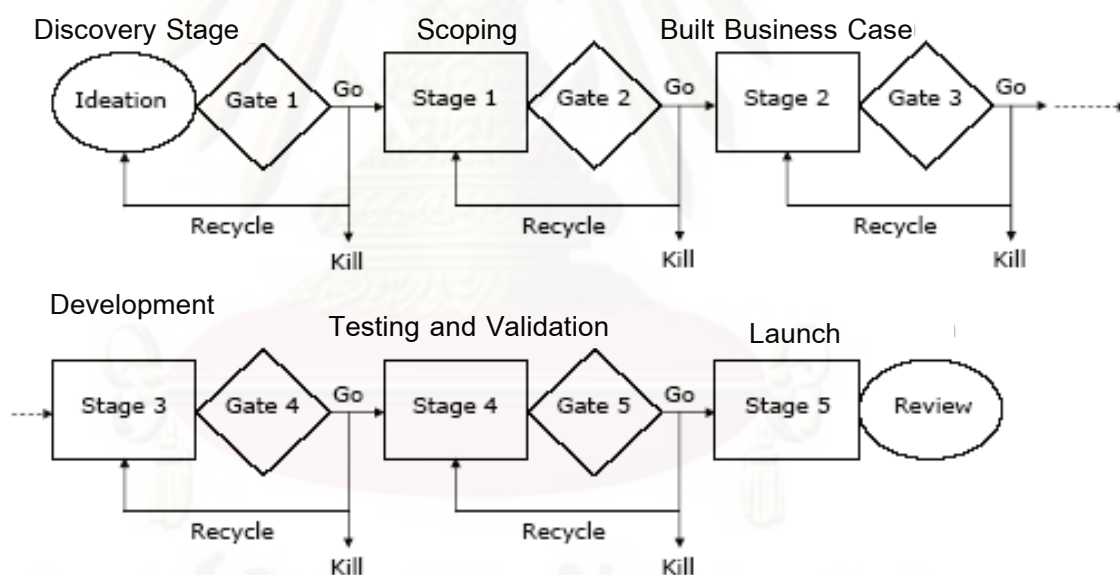 Discovery Stage
Scoping
Built Business Case
Ideation
Gate 1
Go
Stage 1
Gate 2
Go
Stage 2
Gate 3
Go
Recycle
Recycle
Recycle
Kill
Kill
Kill
Development
Testing and Validation
Launch
Stage 3
Gate 4
Go
Stage 4
Gate 5
Go
Stage 5
Review
Recycle
Recycle
Kill
Kill